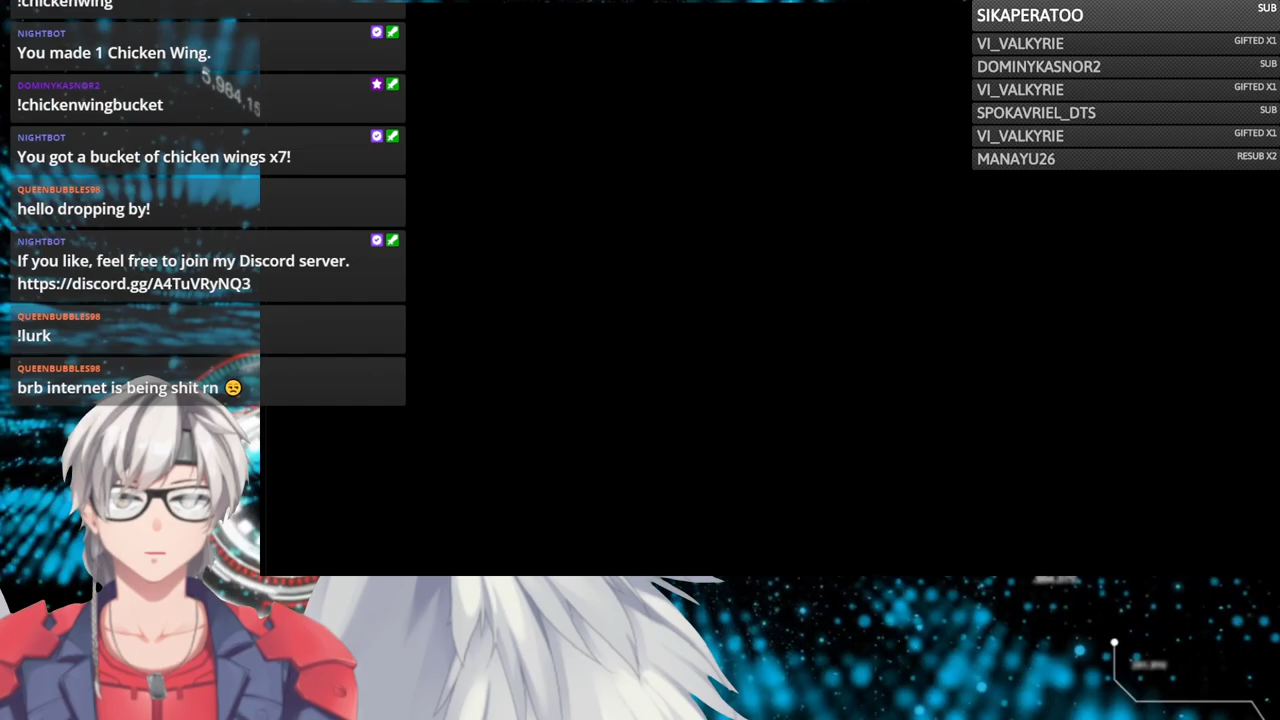 !chickenwing
NIGHTBOT
You made 1 Chicken Wing.
DOMINYKASNOR2
!chickenwingbucket
NIGHTBOT
You got a bucket of chicken wings x7!
QUEENBUBBLES98
hello dropping by!
NIGHTBOT
If you like, feel free to join my Discord server.
https://discord.gg/A4TuVRyNQ3
QUEENBUBBLES98
!lurk
QUEENBUBBLES98
brb internet is being shit rn 😒
SIKAPERATOO SUB
VI_VALKYRIE GIFTED X1
DOMINYKASNOR2 SUB
VI_VALKYRIE GIFTED X1
SPOKAVRIEL_DTS SUB
VI_VALKYRIE GIFTED X1
MANAYU26 RESUB X2